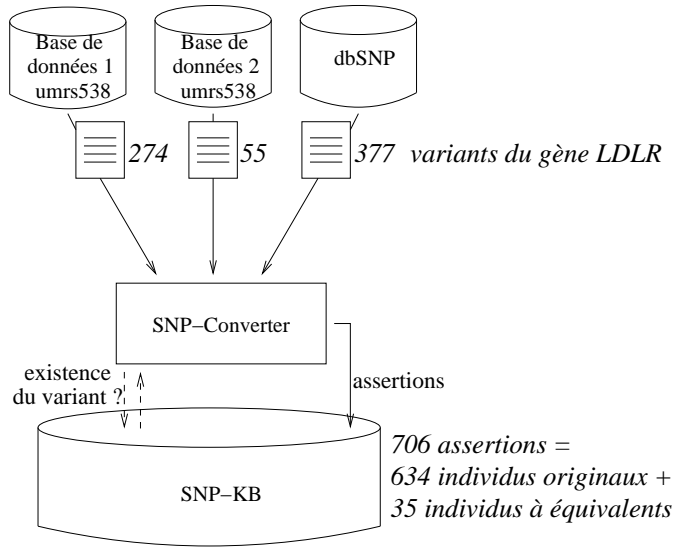 Base de
données 1
umrs538
Base de
données 2
umrs538
dbSNP
274
55
377 variants du gène LDLR
SNP−Converter
existence
du variant ?
assertions
SNP−KB
706 assertions =
634 individus originaux +
35 individus à équivalents